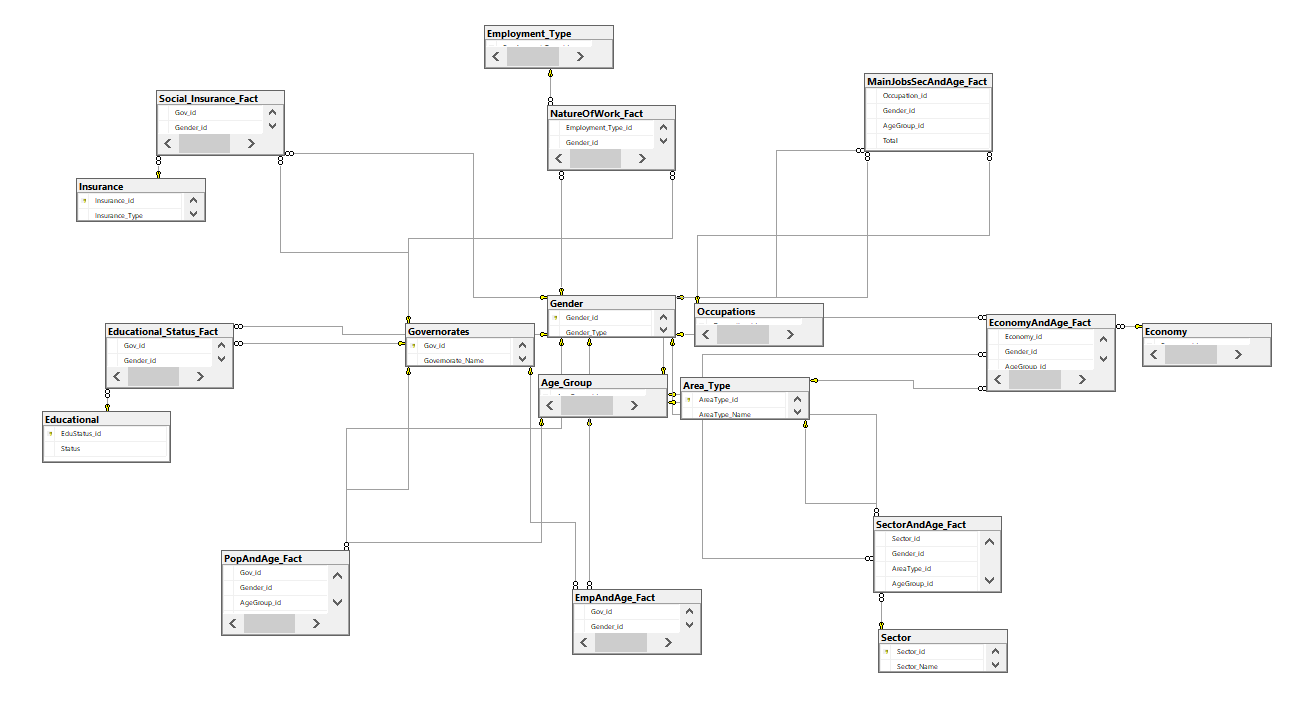 Employment_Type
Social_Insurance_Fact
Gov_id
Gender_id
NatureOfWork_Fact
Employment_Type_id
Gender_id
MainJobsSecAndAge_Fact
Occupation_id
Gender_id
AgeGroup_id
Total
Insurance
Insurance_id
Insurance_Type
Educational_Status_Fact
Gov_id
Gender_id
Governorates
Gov_id
Governorate_Name
Gender
Gender_id
Gender_Type
Occupations
EconomyAndAge_Fact
Economy_id
Gender_id
AgeGroup_id
Economy
Age_Group
Area_Type
AreaType_id
AreaType_Name
Educational
EduStatus_id
Status
PopAndAge_Fact
Gov_id
Gender_id
AgeGroup_id
EmpAndAge_Fact
Gov_id
Gender_id
SectorAndAge_Fact
Sector_id
Gender_id
AreaType_id
AgeGroup_id
Sector
Sector_id
Sector_Name